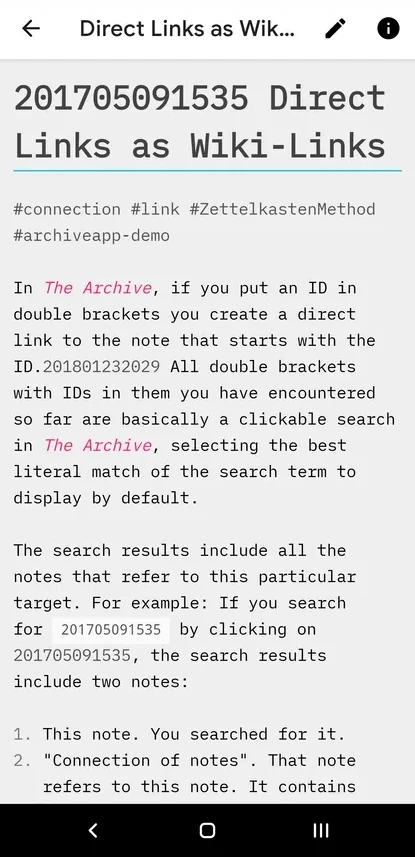 Direct Links as Wik...
201705091535 Direct
Links as Wiki-Links
#connection #link #ZettelkastenMethod
#archiveapp-demo
In The Archive, if you put an ID in
double brackets you create a direct
link to the note that starts with the
ID.201801232029 All double brackets
with IDs in them you have encountered
so far are basically a clickable search
in The Archive, selecting the best
literal match of the search term to
display by default.
The search results include all the
notes that refer to this particular
target. For example: If you search
for 201705091535 by clicking on
201705091535, the search results
include two notes:
1. This note. You searched for it.
2. "Connection of notes". That note
refers to this note. It contains